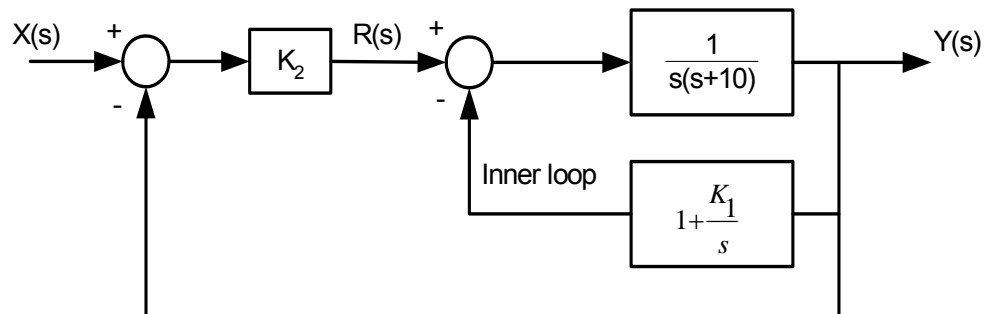 X(s)
+
-
K₂
R(s)
+
-
1
s(s+10)
Y(s)
Inner loop
1+K₁/s